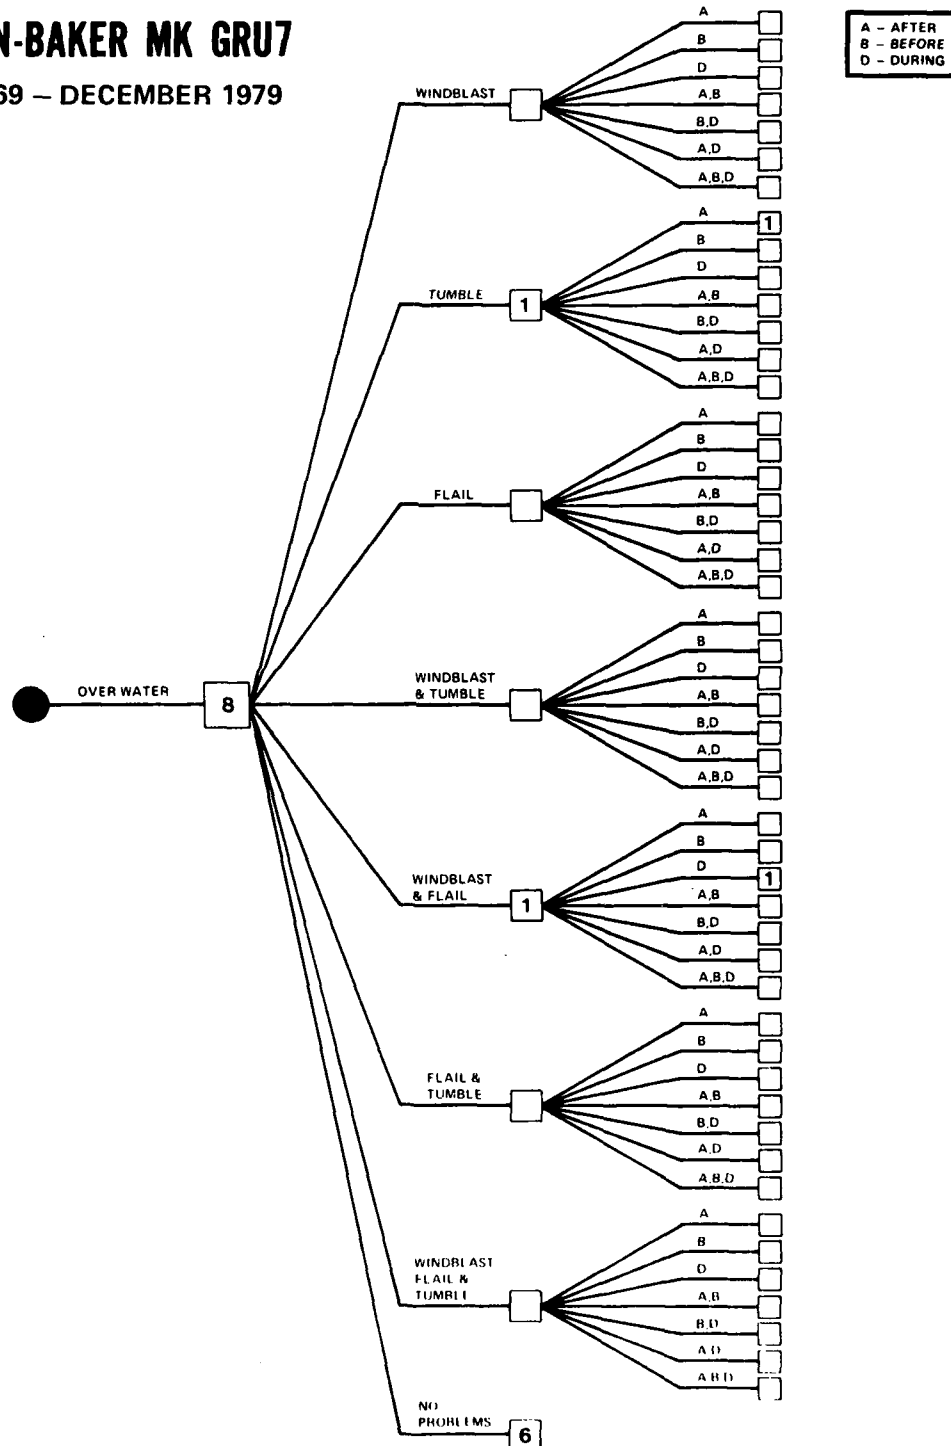 N-BAKER MK GRU7
69 – DECEMBER 1979
A – AFTER
B – BEFORE
D – DURING
OVER WATER
8
WINDBLAST
A
B
D
A,B
B,D
A,D
A,B,D
TUMBLE
1
A
1
B
D
A,B
B,D
A,D
A,B,D
FLAIL
A
B
D
A,B
B,D
A,D
A,B,D
WINDBLAST
& TUMBLE
A
B
D
A,B
B,D
A,D
A,B,D
WINDBLAST
& FLAIL
1
A
B
D
1
A,B
B,D
A,D
A,B,D
FLAIL &
TUMBLE
A
B
D
A,B
B,D
A,D
A,B,D
WINDBLAST
FLAIL &
TUMBLE
A
B
D
A,B
B,D
A,D
A,B,D
NO
PROBLEMS
6